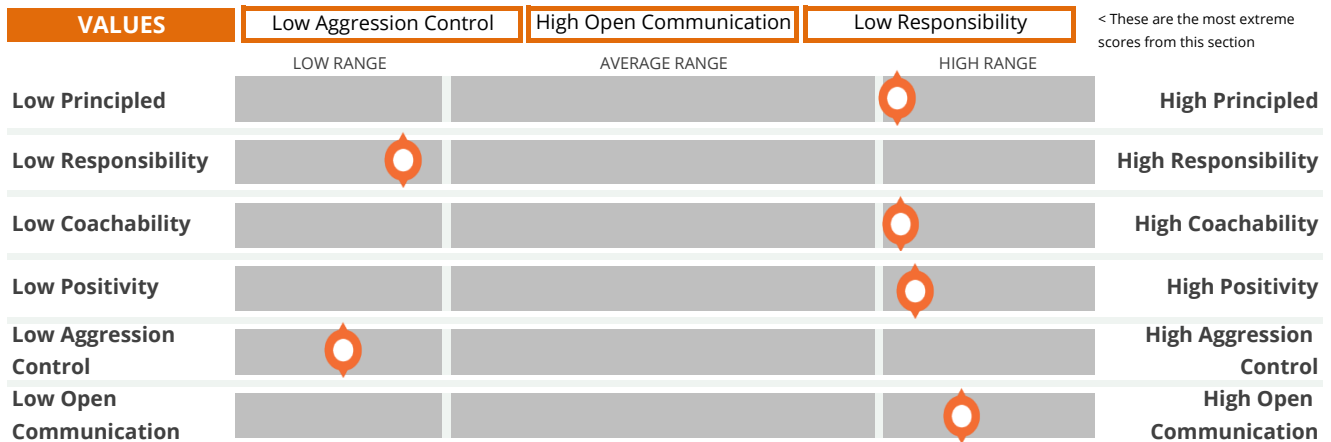 VALUES
Low Aggression Control
High Open Communication
Low Responsibility
< These are the most extreme
scores from this section
LOW RANGE
AVERAGE RANGE
HIGH RANGE
Low Principled
High Principled
Low Responsibility
High Responsibility
Low Coachability
High Coachability
Low Positivity
High Positivity
Low Aggression
Control
High Aggression
Control
Low Open
Communication
High Open
Communication